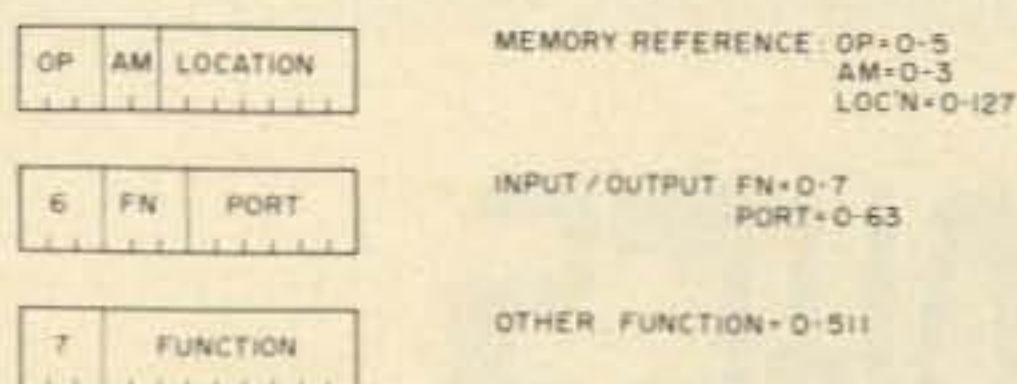 OP AM LOCATION
MEMORY REFERENCE: OP=0-5
AM=0-3
LOC'N=0-127
6 FN PORT
INPUT/OUTPUT: FN=0-7
PORT=0-63
7 FUNCTION
OTHER FUNCTION=0-511